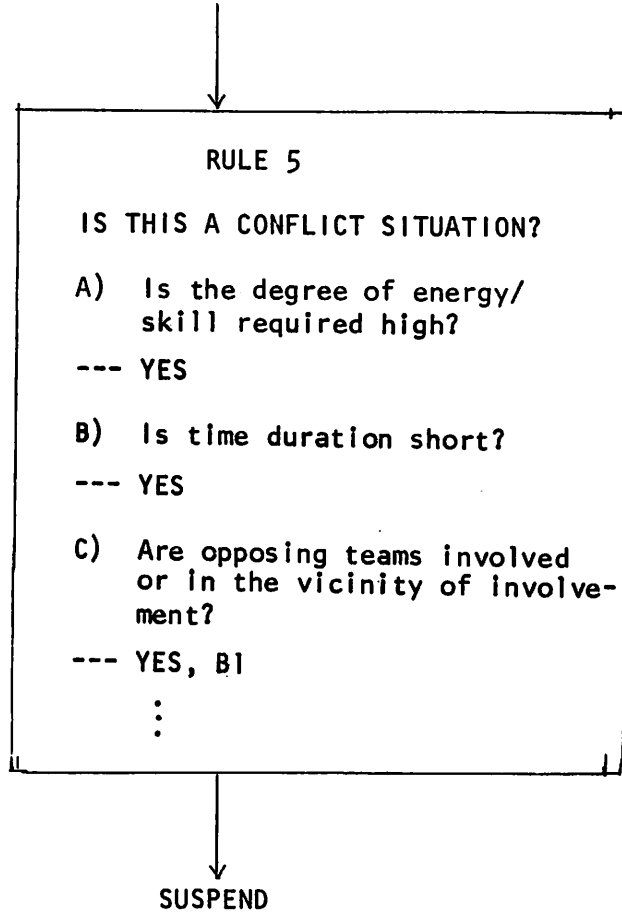 RULE 5
IS THIS A CONFLICT SITUATION?
A) Is the degree of energy/
skill required high?
--- YES
B) Is time duration short?
--- YES
C) Are opposing teams involved
or in the vicinity of involve-
ment?
--- YES, B1
⋮
SUSPEND